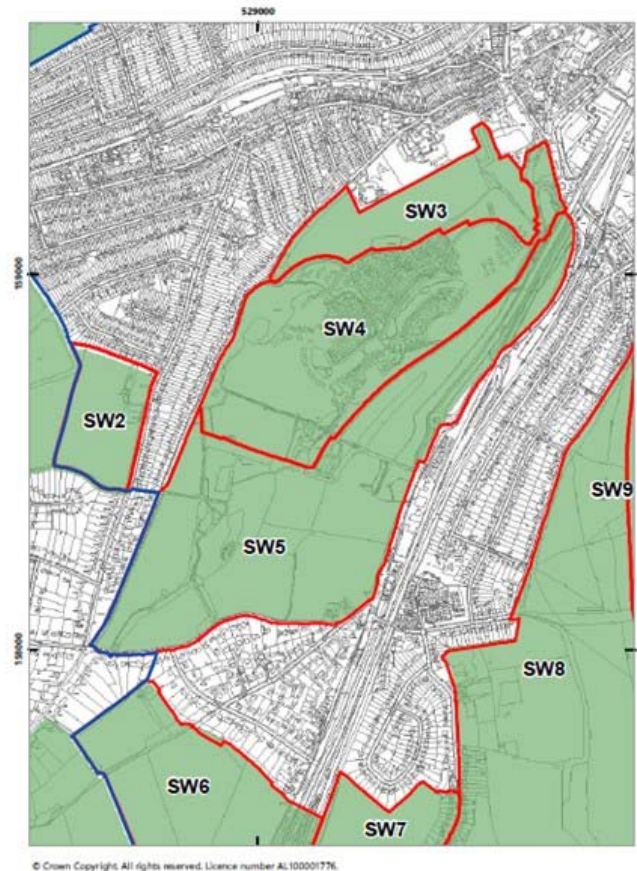 529000
SW3
159000
SW4
SW2
SW9
SW5
158000
SW8
SW6
SW7
© Crown Copyright. All rights reserved. Licence number AL100001776.